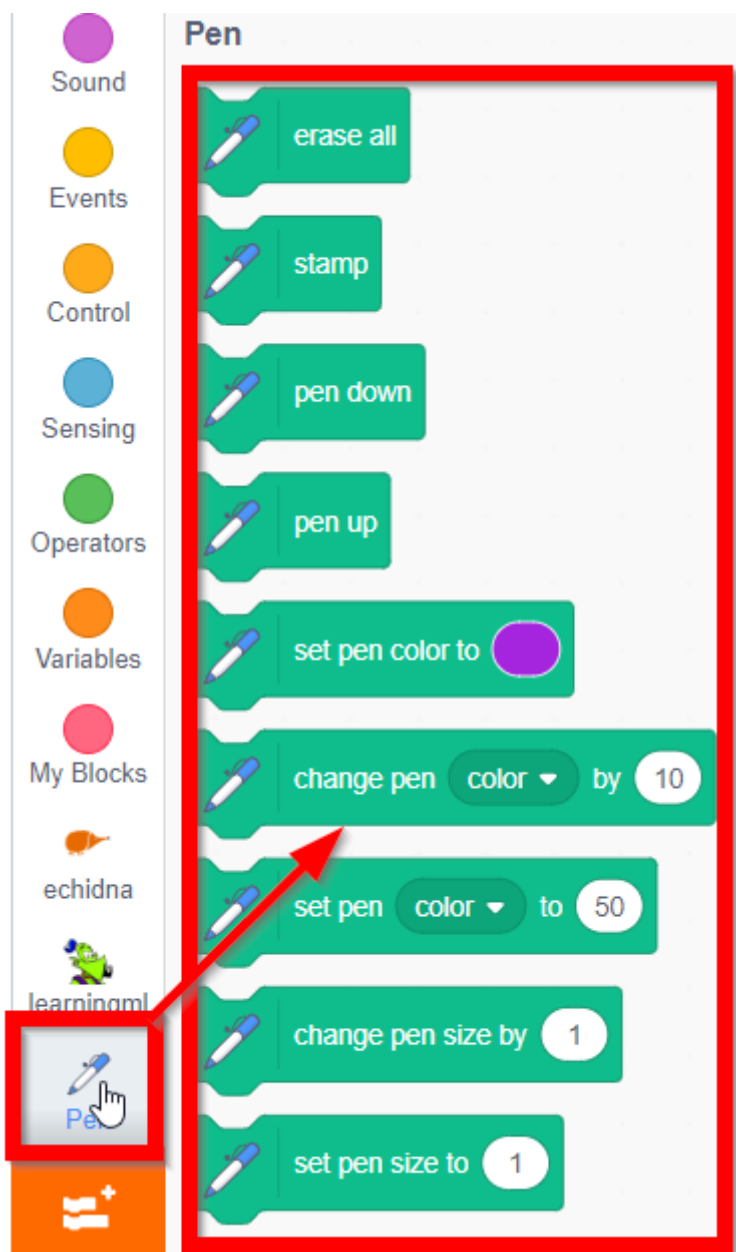 Pen
Sound
Events
Control
Sensing
Operators
Variables
My Blocks
echidna
learningml
erase all
stamp
pen down
pen up
set pen color to
change pen color by 10
set pen color to 50
change pen size by 1
set pen size to 1